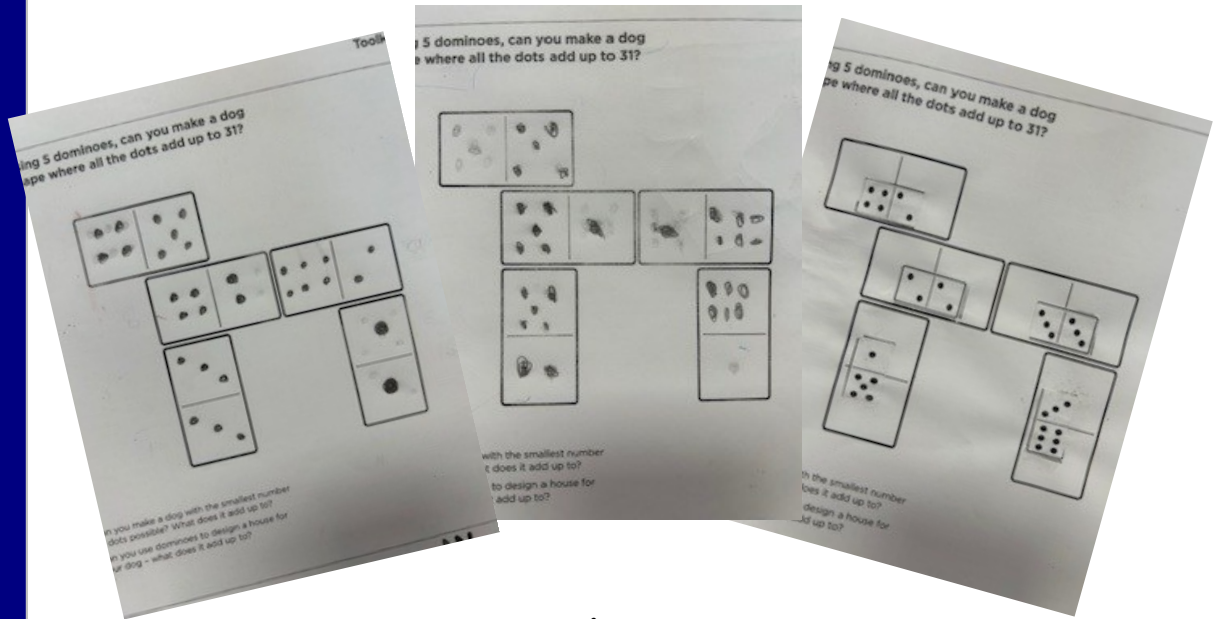 Toolk
ing 5 dominoes, can you make a dog
ape where all the dots add up to 31?
n you make a dog with the smallest number
dots possible? What does it add up to?
n you use dominoes to design a house for
ur dog – what does it add up to?
g 5 dominoes, can you make a dog
e where all the dots add up to 31?
with the smallest number
t does it add up to?
to design a house for
add up to?
ng 5 dominoes, can you make a dog
pe where all the dots add up to 31?
th the smallest number
does it add up to?
design a house for
dd up to?